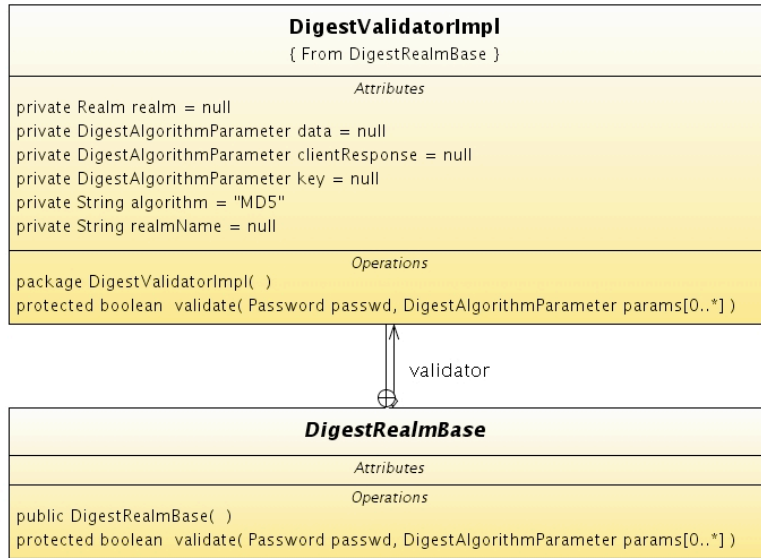 DigestValidatorImpl
{ From DigestRealmBase }
Attributes
private Realm realm = null
private DigestAlgorithmParameter data = null
private DigestAlgorithmParameter clientResponse = null
private DigestAlgorithmParameter key = null
private String algorithm = "MD5"
private String realmName = null
Operations
package DigestValidatorImpl( )
protected boolean validate( Password passwd, DigestAlgorithmParameter params[0..*] )
validator
DigestRealmBase
Attributes
Operations
public DigestRealmBase( )
protected boolean validate( Password passwd, DigestAlgorithmParameter params[0..*] )